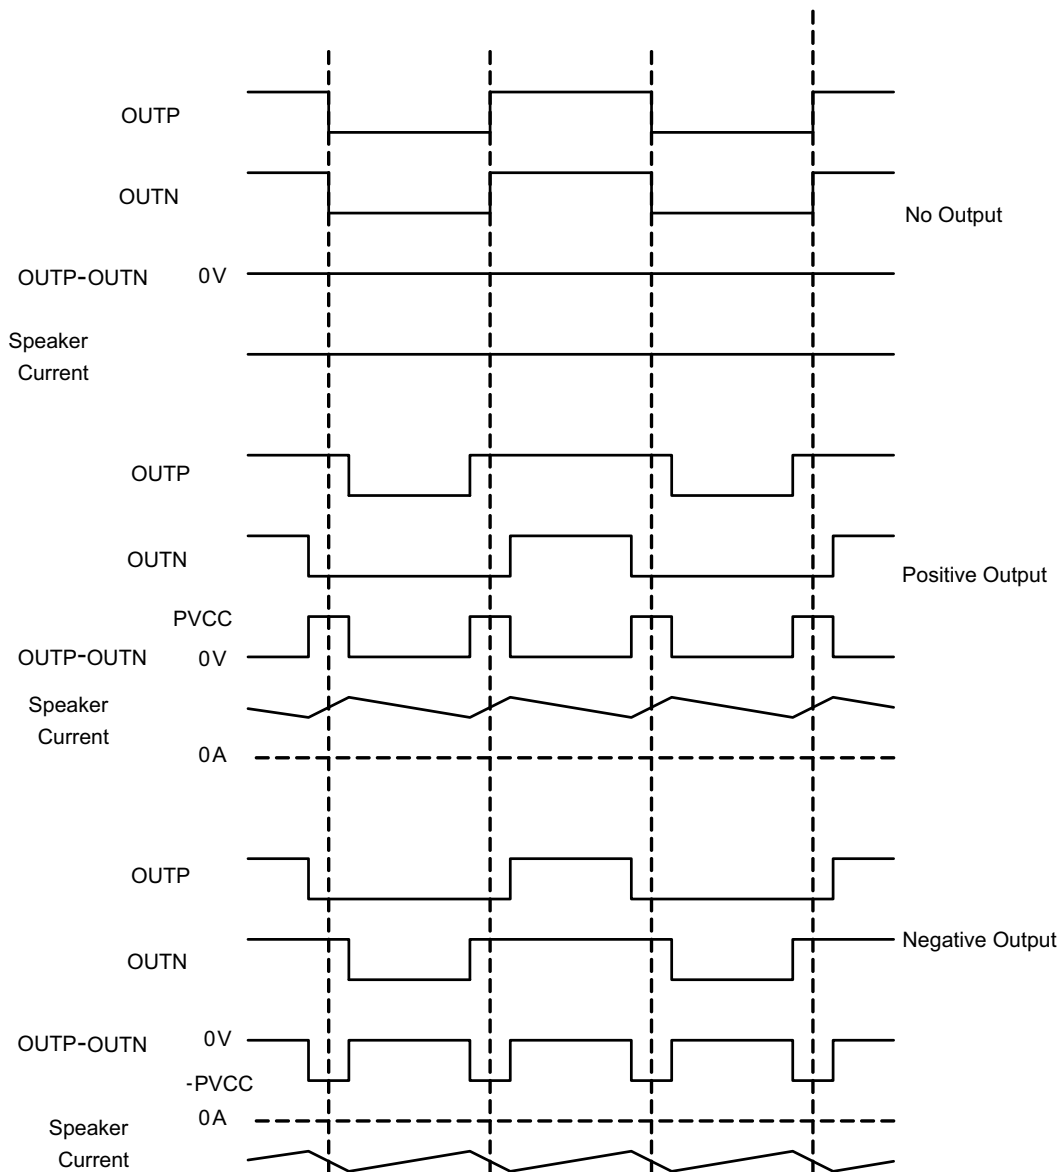 OUTP
OUTN
No Output
OUTP-OUTN 0V
Speaker
Current
OUTP
OUTN
Positive Output
PVCC
OUTP-OUTN 0V
Speaker
Current
0A
OUTP
Negative Output
OUTN
0V
OUTP-OUTN
-PVCC
0A
Speaker
Current